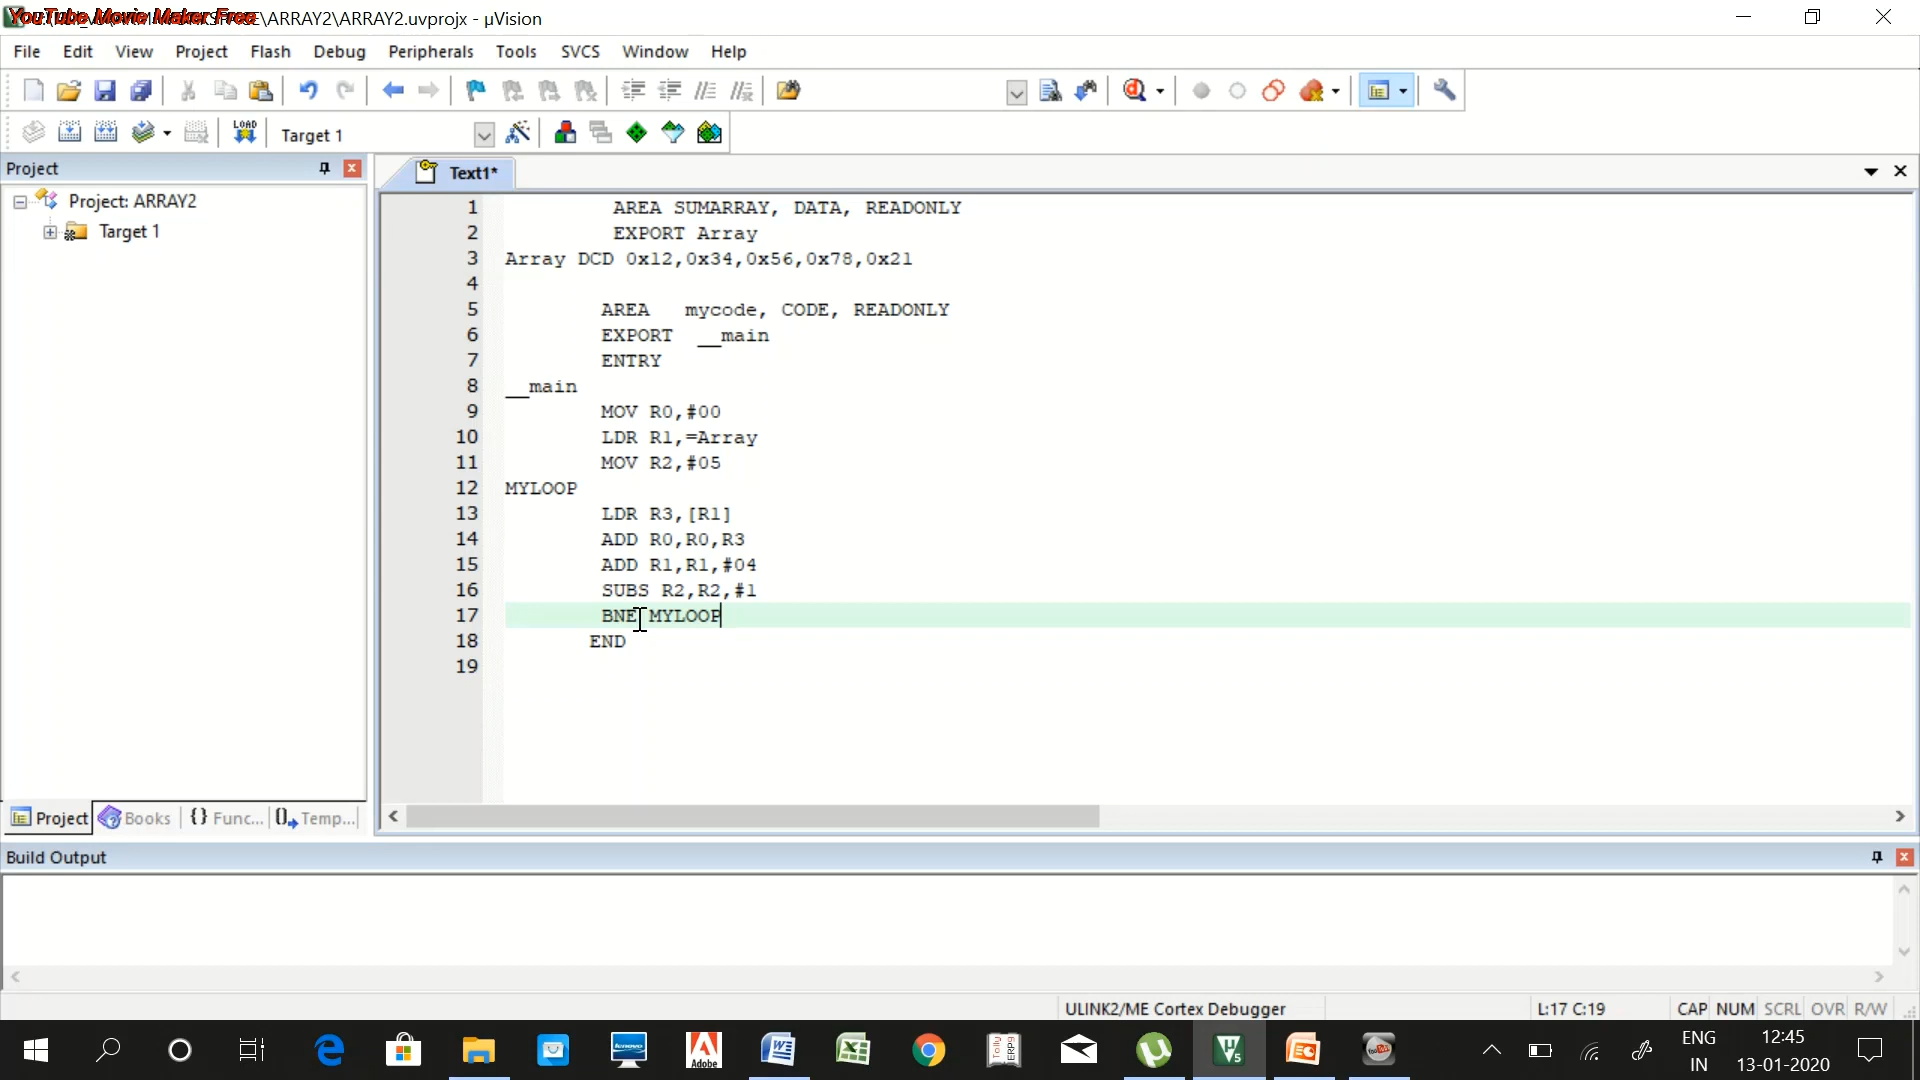 YouTube Movie Maker Free
\ARRAY2\ARRAY2.uvprojx - µVision
File Edit View Project Flash Debug Peripherals Tools SVCS Window Help
LOAD Target 1
Project
Text1*
Project: ARRAY2
Target 1
1 AREA SUMARRAY, DATA, READONLY
2 EXPORT Array
3 Array DCD 0x12,0x34,0x56,0x78,0x21
4
5 AREA mycode, CODE, READONLY
6 EXPORT __main
7 ENTRY
8 __main
9 MOV R0,#00
10 LDR R1,=Array
11 MOV R2,#05
12 MYLOOP
13 LDR R3,[R1]
14 ADD R0,R0,R3
15 ADD R1,R1,#04
16 SUBS R2,R2,#1
17 BNE MYLOOP
18 END
19
Project Books {} Func... Temp...
Build Output
ULINK2/ME Cortex Debugger L:17 C:19 CAP NUM SCRL OVR R/W
lenovo Adobe Tally ERP9
ENG 12:45
IN 13-01-2020